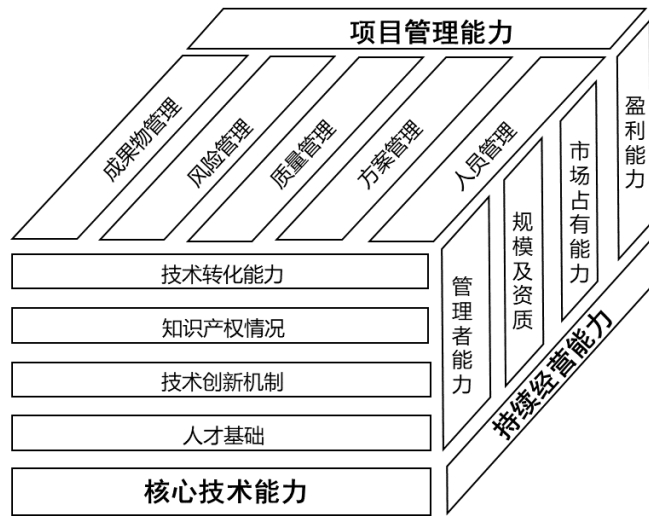 项目管理能力
成果物管理
风险管理
质量管理
方案管理
人员管理
盈利能力
市场占有能力
规模及资质
管理者能力
持续经营能力
技术转化能力
知识产权情况
技术创新机制
人才基础
核心技术能力